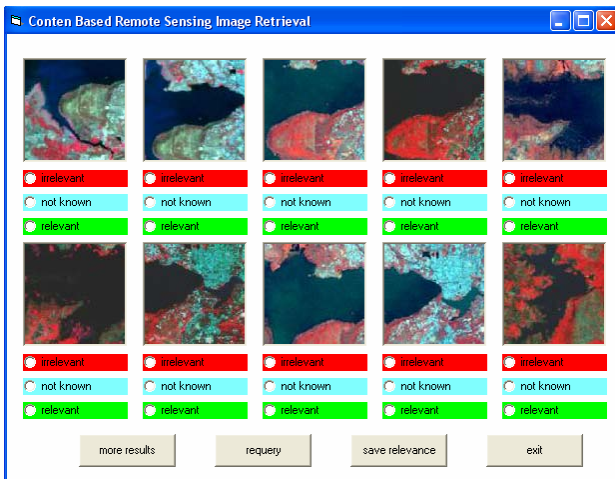 Conten Based Remote Sensing Image Retrieval
irrelevant irrelevant irrelevant irrelevant irrelevant
not known not known not known not known not known
relevant relevant relevant relevant relevant
irrelevant irrelevant irrelevant irrelevant irrelevant
not known not known not known not known not known
relevant relevant relevant relevant relevant
more results requery save relevance exit